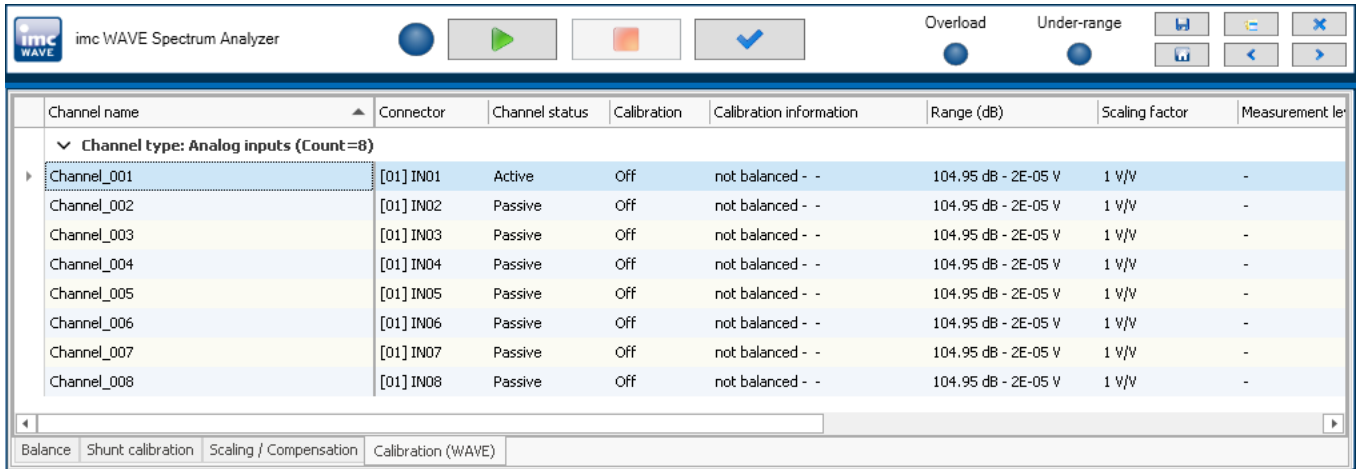 imc WAVE
imc WAVE Spectrum Analyzer
Overload Under-range
Channel name Connector Channel status Calibration Calibration information Range (dB) Scaling factor Measurement le
Channel type: Analog inputs (Count=8)
Channel_001 [01] IN01 Active Off not balanced - - 104.95 dB - 2E-05 V 1 V/V -
Channel_002 [01] IN02 Passive Off not balanced - - 104.95 dB - 2E-05 V 1 V/V -
Channel_003 [01] IN03 Passive Off not balanced - - 104.95 dB - 2E-05 V 1 V/V -
Channel_004 [01] IN04 Passive Off not balanced - - 104.95 dB - 2E-05 V 1 V/V -
Channel_005 [01] IN05 Passive Off not balanced - - 104.95 dB - 2E-05 V 1 V/V -
Channel_006 [01] IN06 Passive Off not balanced - - 104.95 dB - 2E-05 V 1 V/V -
Channel_007 [01] IN07 Passive Off not balanced - - 104.95 dB - 2E-05 V 1 V/V -
Channel_008 [01] IN08 Passive Off not balanced - - 104.95 dB - 2E-05 V 1 V/V -
Balance Shunt calibration Scaling / Compensation Calibration (WAVE)